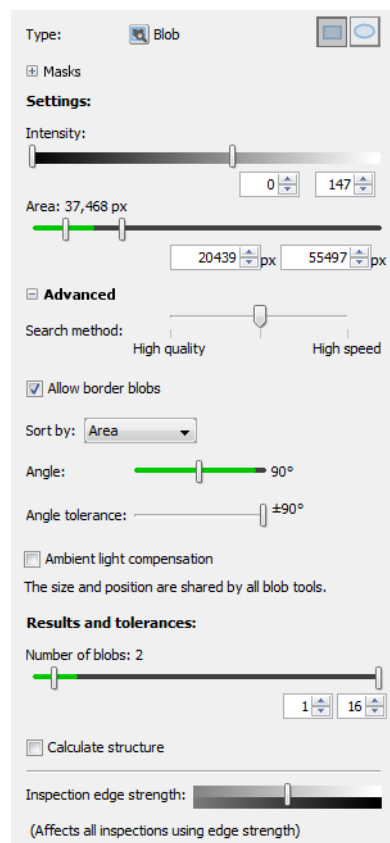 Type: Blob
Masks
Settings:
Intensity:
0 147
Area: 37,468 px
20439 px 55497 px
Advanced
Search method:
High quality High speed
Allow border blobs
Sort by: Area
Angle: 90°
Angle tolerance: ±90°
Ambient light compensation
The size and position are shared by all blob tools.
Results and tolerances:
Number of blobs: 2
1 16
Calculate structure
Inspection edge strength:
(Affects all inspections using edge strength)